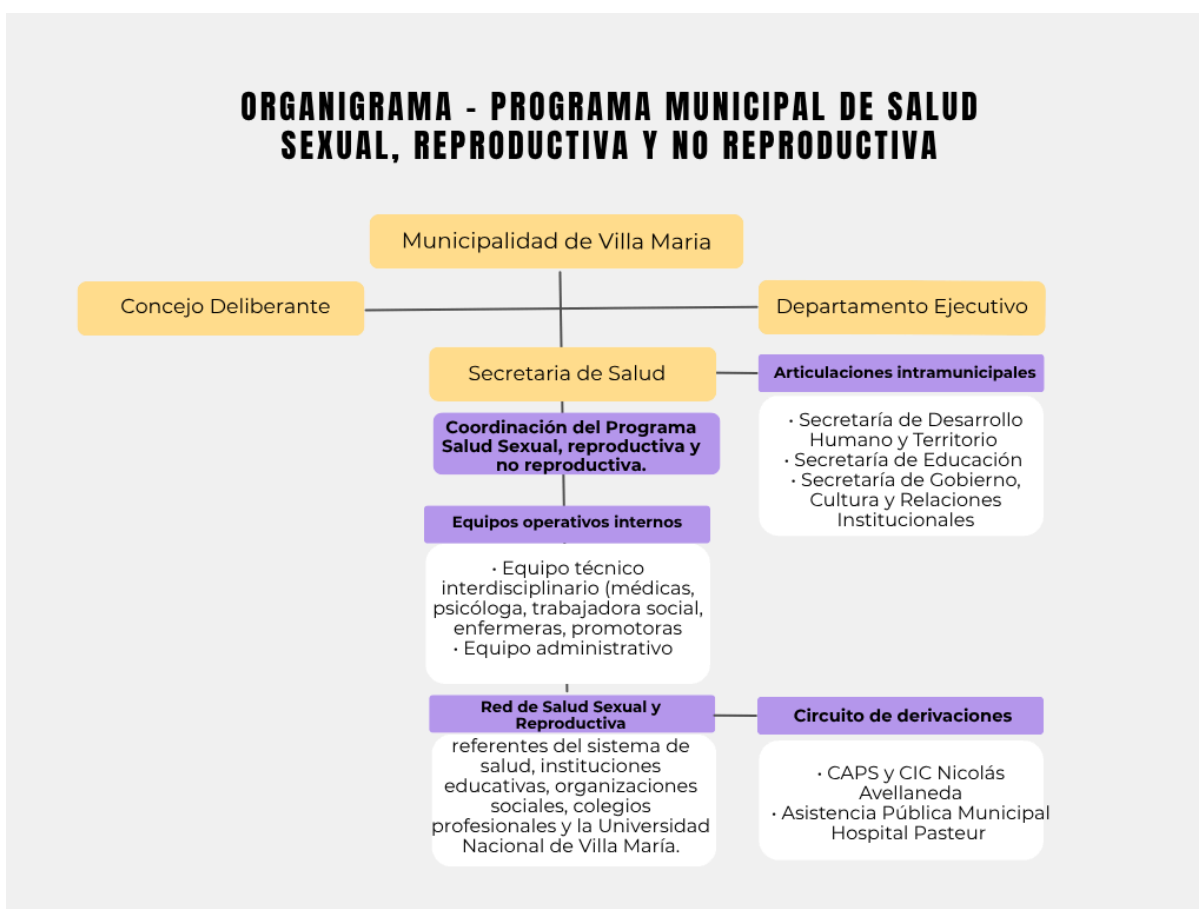 ORGANIGRAMA - PROGRAMA MUNICIPAL DE SALUD
SEXUAL, REPRODUCTIVA Y NO REPRODUCTIVA
Municipalidad de Villa Maria
Concejo Deliberante
Departamento Ejecutivo
Secretaria de Salud
Articulaciones intramunicipales
· Secretaría de Desarrollo
Humano y Territorio
· Secretaría de Educación
· Secretaría de Gobierno,
Cultura y Relaciones
Institucionales
Coordinación del Programa
Salud Sexual, reproductiva y
no reproductiva.
Equipos operativos internos
· Equipo técnico
interdisciplinario (médicas,
psicóloga, trabajadora social,
enfermeras, promotoras
· Equipo administrativo
Red de Salud Sexual y
Reproductiva
referentes del sistema de
salud, instituciones
educativas, organizaciones
sociales, colegios
profesionales y la Universidad
Nacional de Villa María.
Circuito de derivaciones
· CAPS y CIC Nicolás
Avellaneda
· Asistencia Pública Municipal
Hospital Pasteur